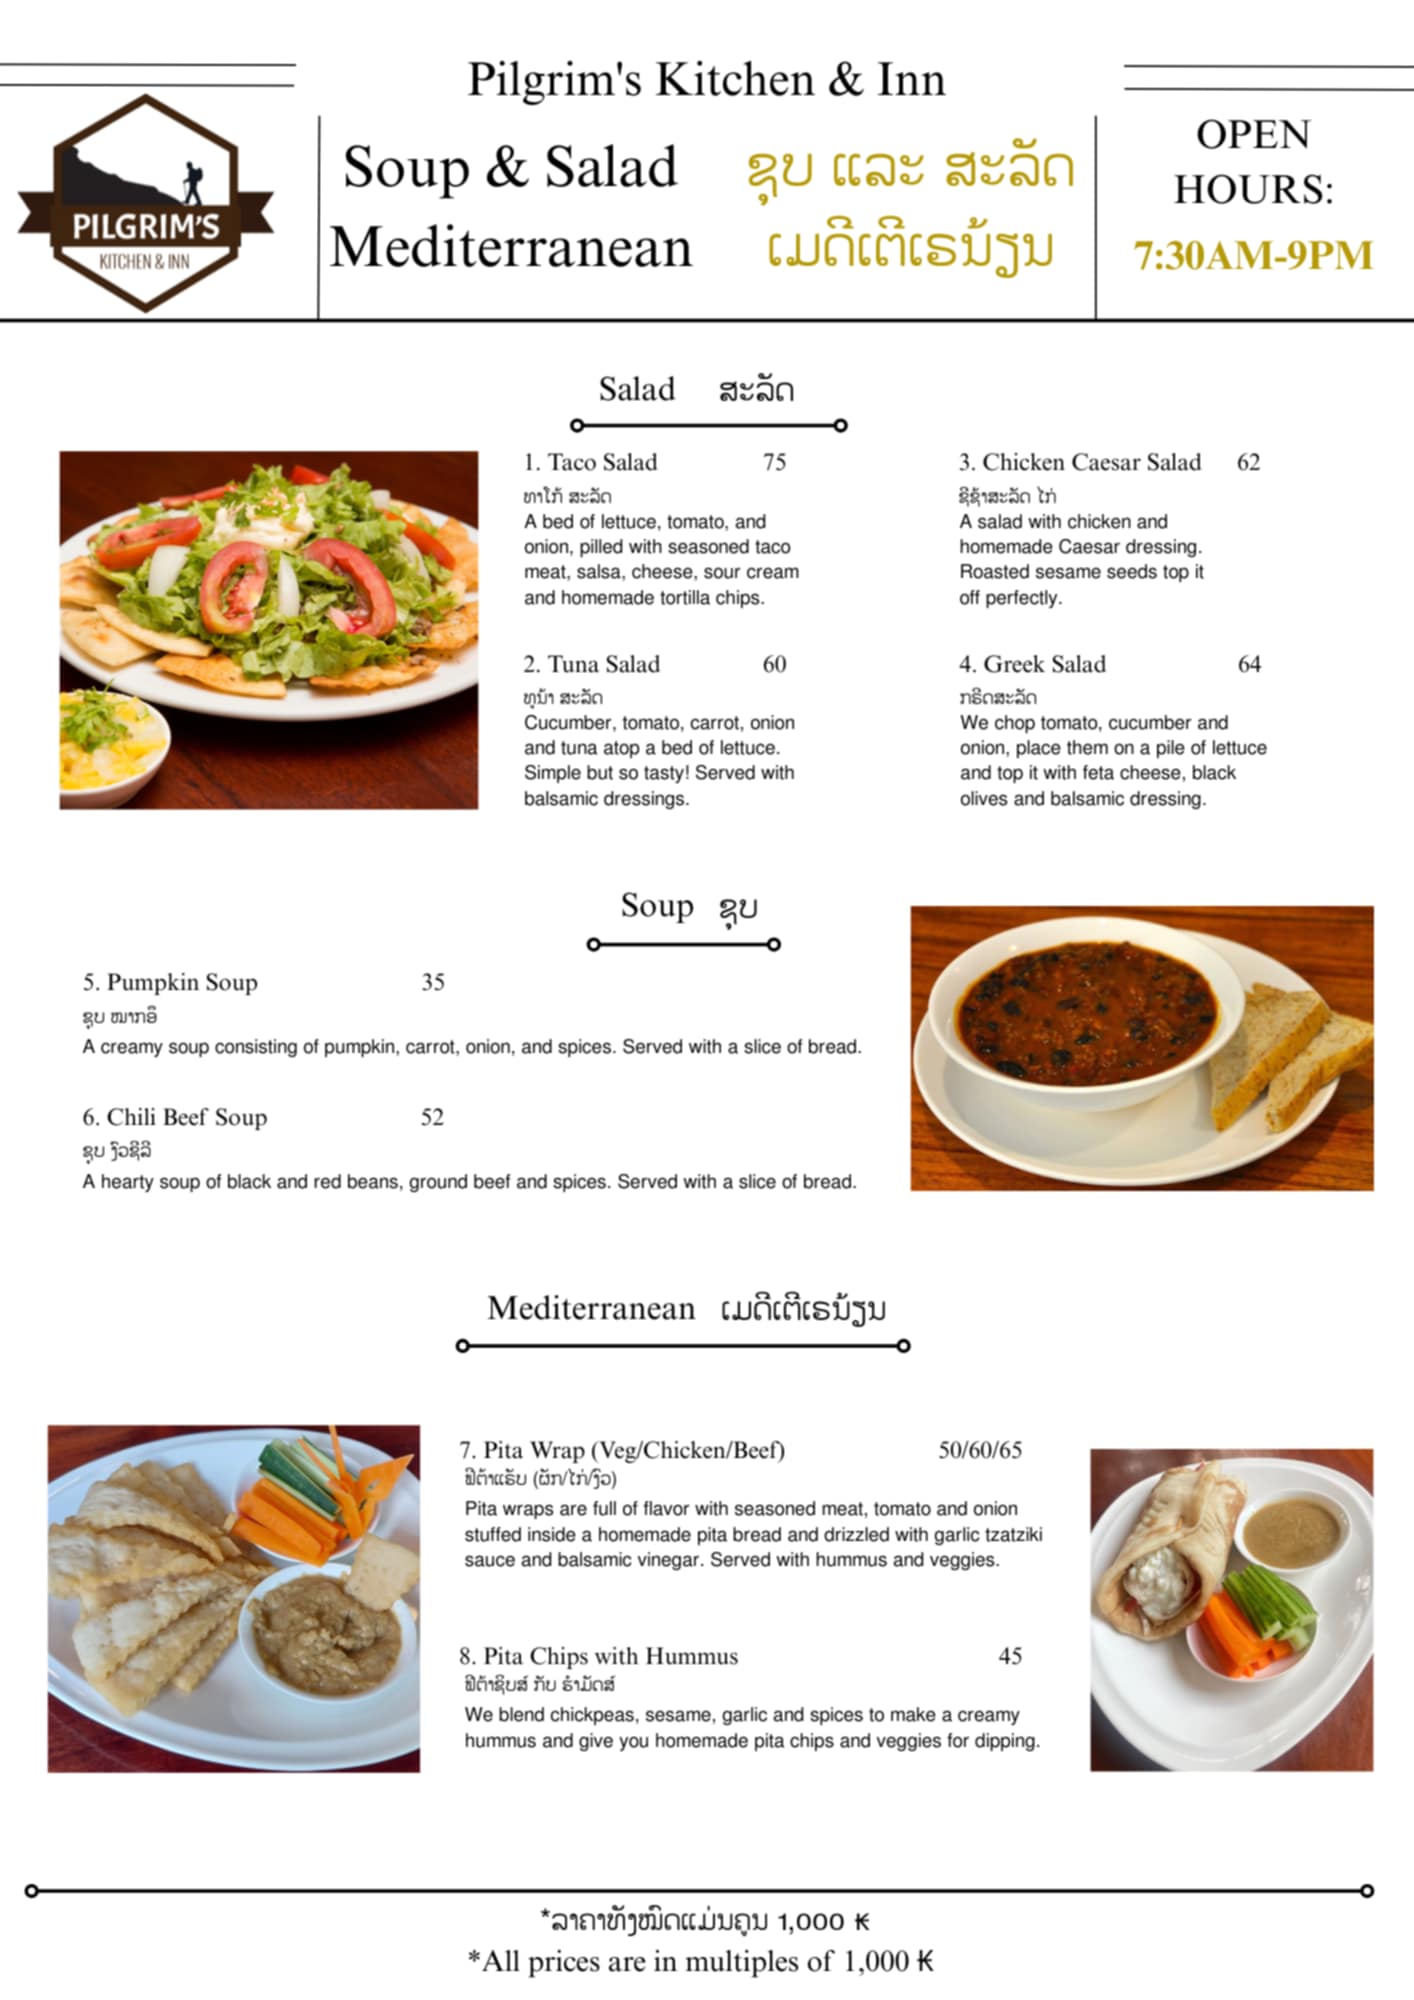 Pilgrim's Kitchen & Inn
PILGRIM'S
KITCHEN & INN
Soup & Salad ຊຸບ ແລະ ສະລັດ
Mediterranean ເມດິເຕີເຣນ້ຽນ
OPEN
HOURS:
7:30AM-9PM
Salad ສະລັດ
1. Taco Salad 75
ທາໂກ້ ສະລັດ
A bed of lettuce, tomato, and
onion, pilled with seasoned taco
meat, salsa, cheese, sour cream
and homemade tortilla chips.
2. Tuna Salad 60
ທູນ້າ ສະລັດ
Cucumber, tomato, carrot, onion
and tuna atop a bed of lettuce.
Simple but so tasty! Served with
balsamic dressings.
3. Chicken Caesar Salad 62
ຊີຊ້າສະລັດ ໄກ່
A salad with chicken and
homemade Caesar dressing.
Roasted sesame seeds top it
off perfectly.
4. Greek Salad 64
ກຣີດສະລັດ
We chop tomato, cucumber and
onion, place them on a pile of lettuce
and top it with feta cheese, black
olives and balsamic dressing.
Soup ຊຸບ
5. Pumpkin Soup 35
ຊຸບ ໝາກອຶ
A creamy soup consisting of pumpkin, carrot, onion, and spices. Served with a slice of bread.
6. Chili Beef Soup 52
ຊຸບ ງົວຊິລີ
A hearty soup of black and red beans, ground beef and spices. Served with a slice of bread.
Mediterranean ເມດິເຕີເຣນ້ຽນ
7. Pita Wrap (Veg/Chicken/Beef) 50/60/65
ຟີຕ້າແຣັບ (ຜັກ/ໄກ່/ງົວ)
Pita wraps are full of flavor with seasoned meat, tomato and onion
stuffed inside a homemade pita bread and drizzled with garlic tzatziki
sauce and balsamic vinegar. Served with hummus and veggies.
8. Pita Chips with Hummus 45
ຟີຕ້າຊິບສ໌ ກັບ ຮຳມັດສ໌
We blend chickpeas, sesame, garlic and spices to make a creamy
hummus and give you homemade pita chips and veggies for dipping.
*ລາຄາທັງໝົດແມ່ນຄູນ 1,000 ₭
*All prices are in multiples of 1,000 ₭